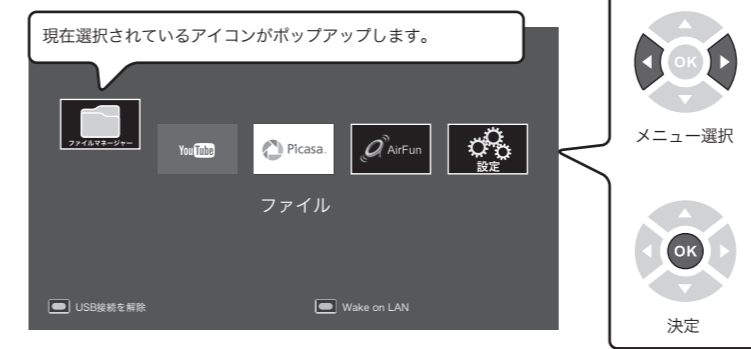 現在選択されているアイコンがポップアップします。
ファイルマネージャー
YouTube
Picasa.
AirFun
設定
ファイル
USB接続を解除
Wake on LAN
OK
メニュー選択
OK
決定